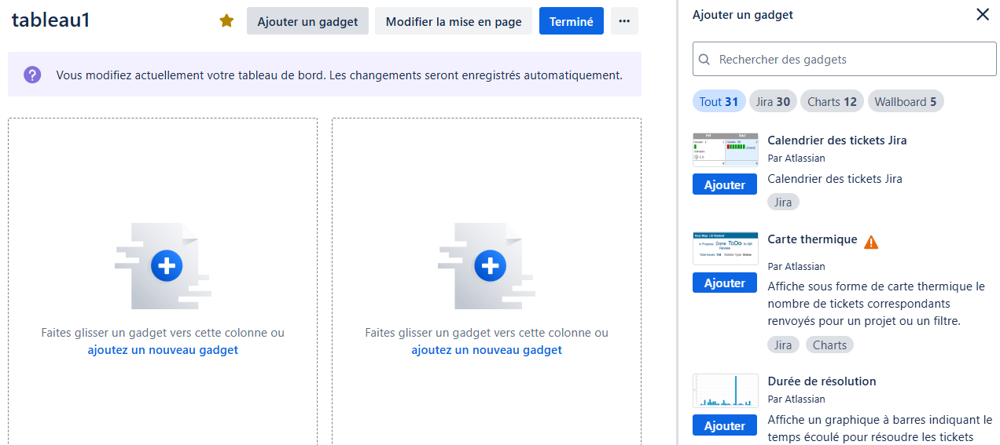 tableau1
Ajouter un gadget
Modifier la mise en page
Terminé
Vous modifiez actuellement votre tableau de bord. Les changements seront enregistrés automatiquement.
Faites glisser un gadget vers cette colonne ou
ajoutez un nouveau gadget
Faites glisser un gadget vers cette colonne ou
ajoutez un nouveau gadget
Ajouter un gadget
Rechercher des gadgets
Tout 31
Jira 30
Charts 12
Wallboard 5
Calendrier des tickets Jira
Par Atlassian
Ajouter
Calendrier des tickets Jira
Jira
Carte thermique
Par Atlassian
Ajouter
Affiche sous forme de carte thermique le
nombre de tickets correspondants
renvoyés pour un projet ou un filtre.
Jira
Charts
Durée de résolution
Par Atlassian
Ajouter
Affiche un graphique à barres indiquant le
temps écoulé pour résoudre les tickets